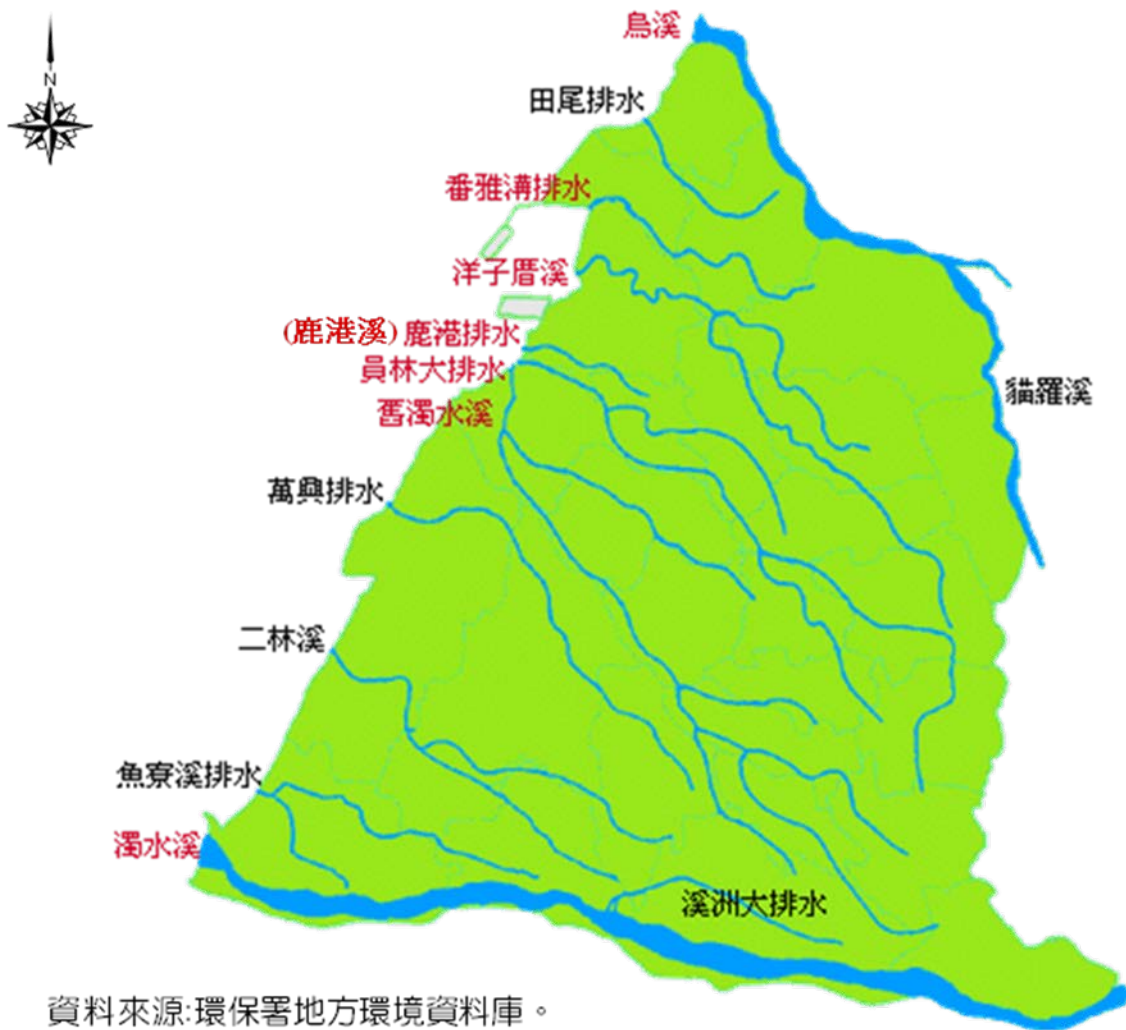 烏溪
N
田尾排水
番雅溝排水
洋子厝溪
(鹿港溪) 鹿港排水
員林大排水
貓羅溪
舊濁水溪
萬興排水
二林溪
魚寮溪排水
濁水溪
溪洲大排水
資料來源:環保署地方環境資料庫。